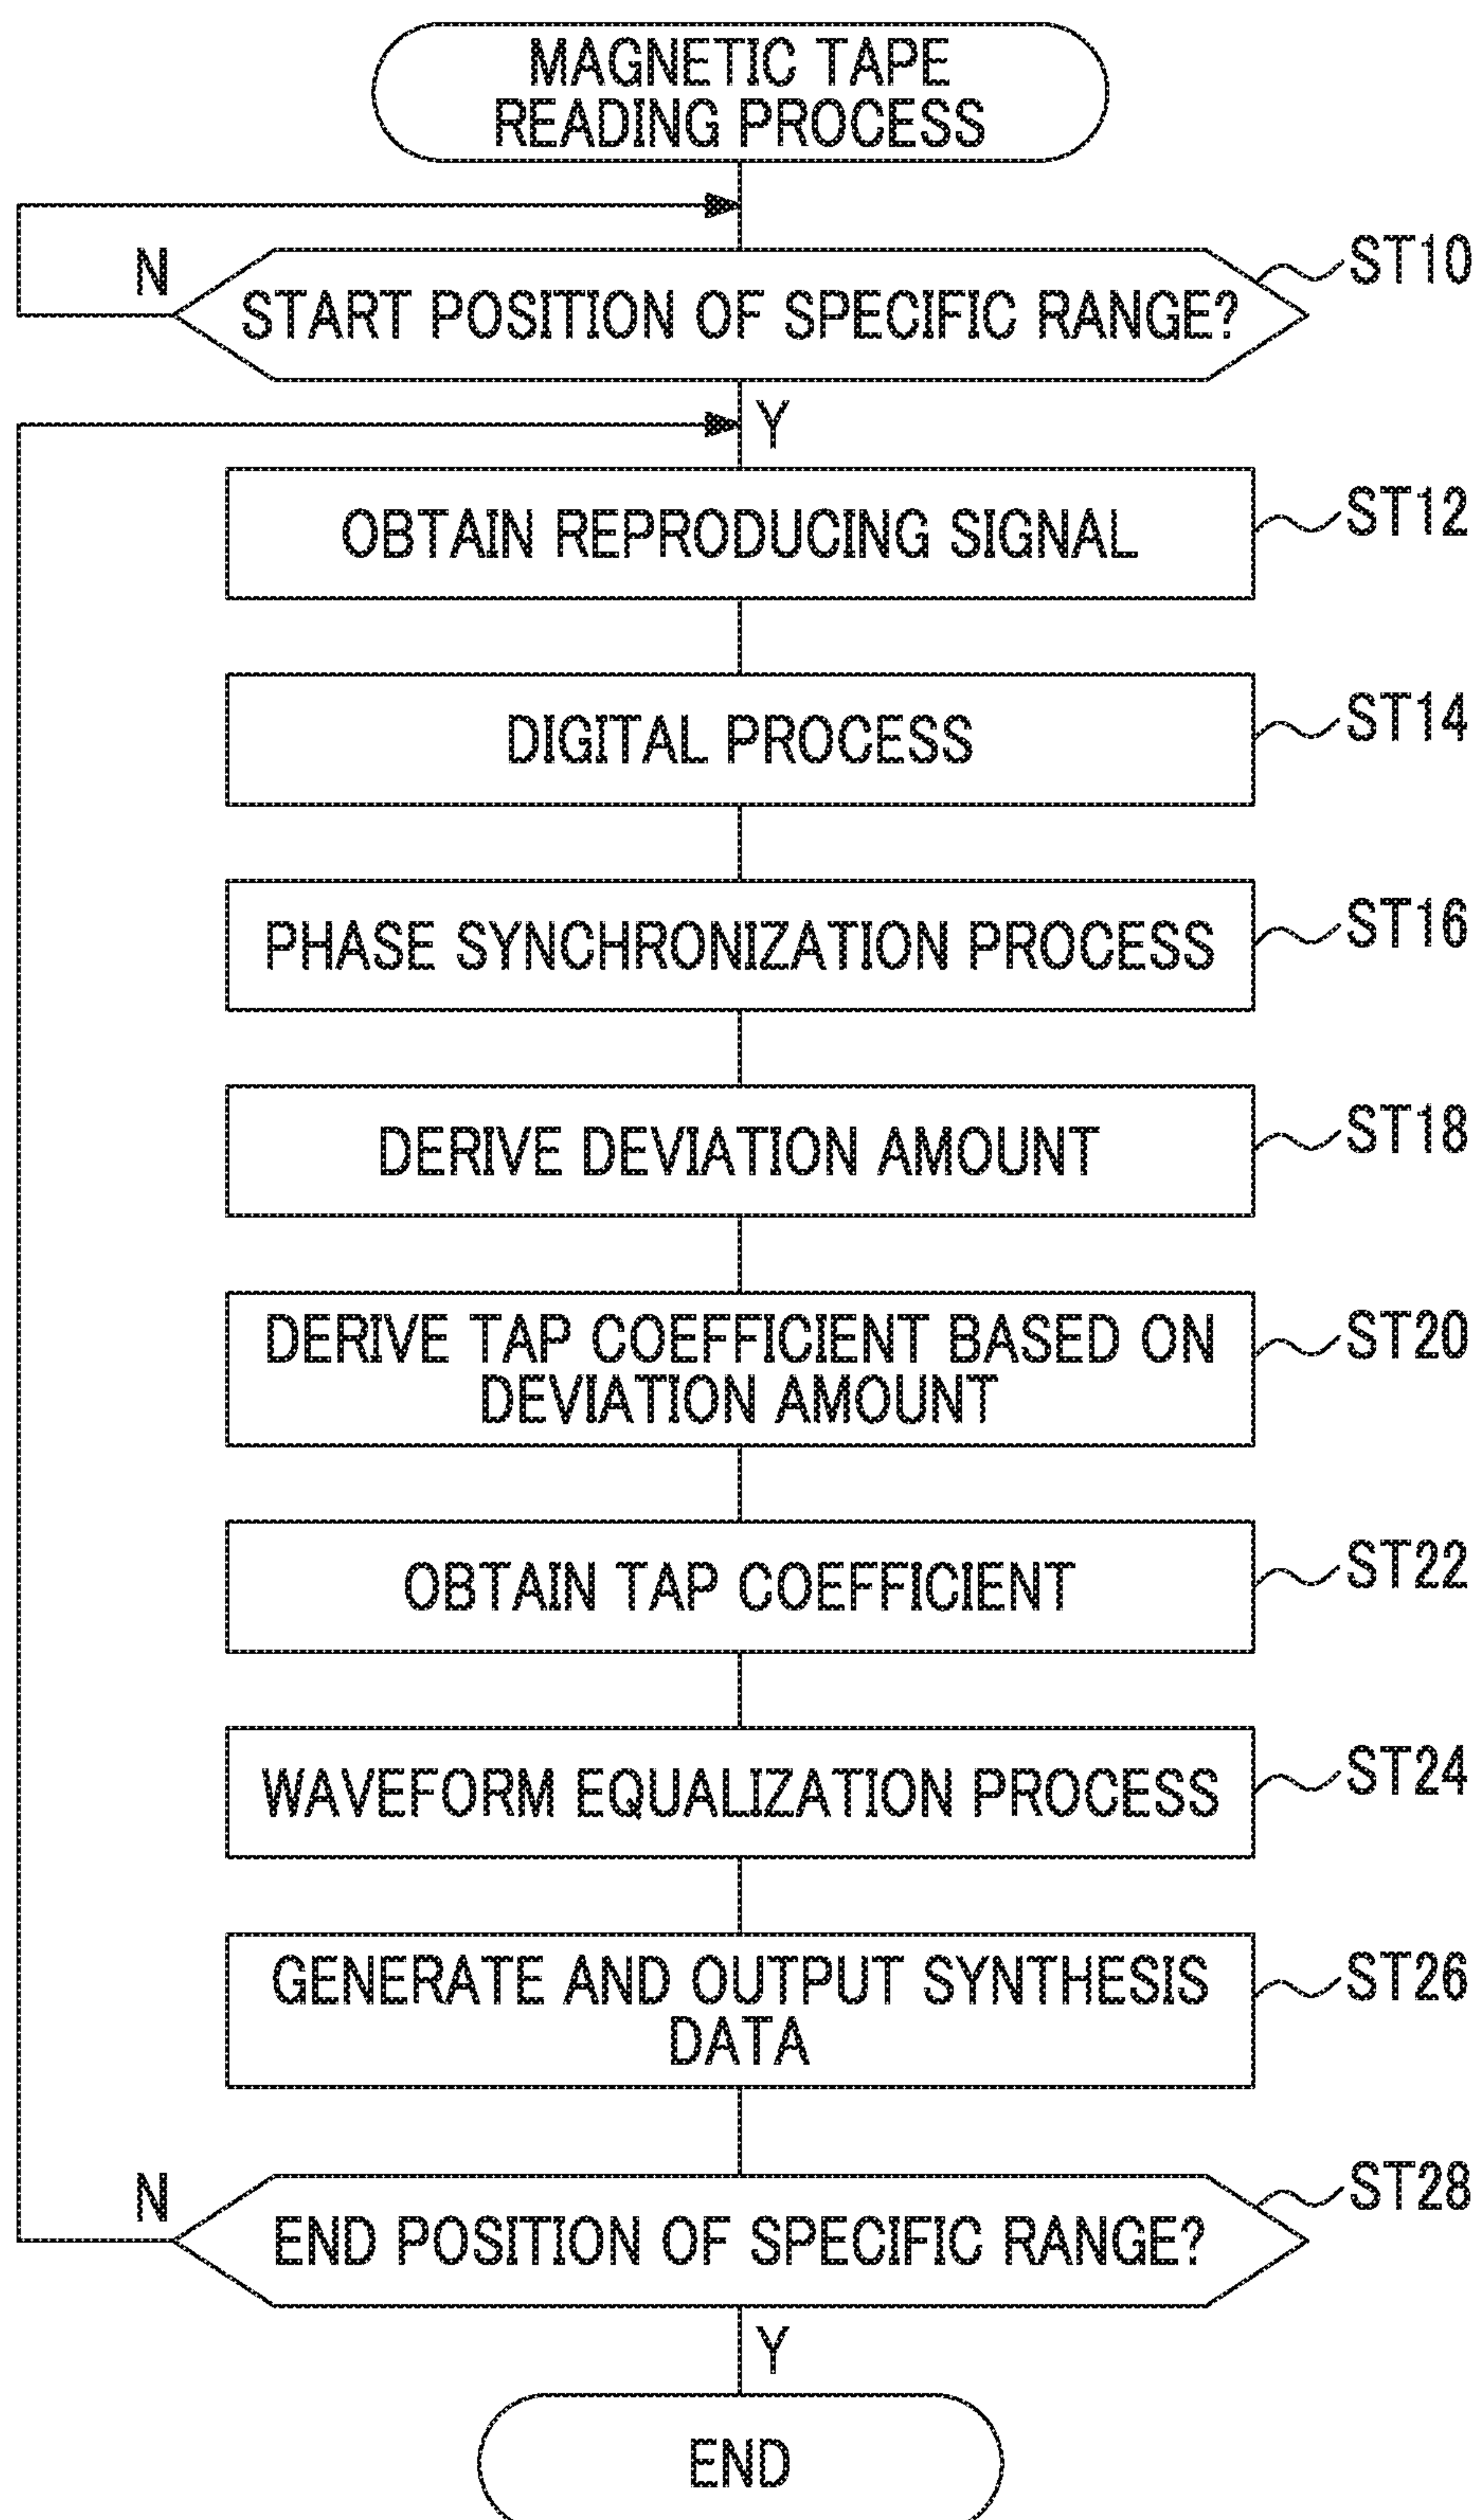 MAGNETIC TAPE
READING PROCESS
N
START POSITION OF SPECIFIC RANGE?
ST10
Y
OBTAIN REPRODUCING SIGNAL
ST12
DIGITAL PROCESS
ST14
PHASE SYNCHRONIZATION PROCESS
ST16
DERIVE DEVIATION AMOUNT
ST18
DERIVE TAP COEFFICIENT BASED ON
DEVIATION AMOUNT
ST20
OBTAIN TAP COEFFICIENT
ST22
WAVEFORM EQUALIZATION PROCESS
ST24
GENERATE AND OUTPUT SYNTHESIS
DATA
ST26
N
END POSITION OF SPECIFIC RANGE?
ST28
Y
END